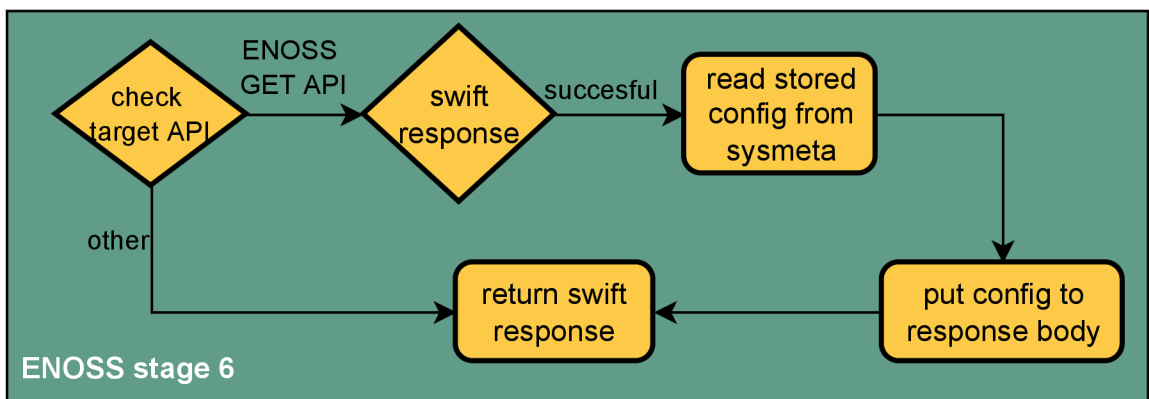 check
target API
ENOSS
GET API
swift
response
succesful
read stored
config from
sysmeta
other
return swift
response
put config to
response body
ENOSS stage 6